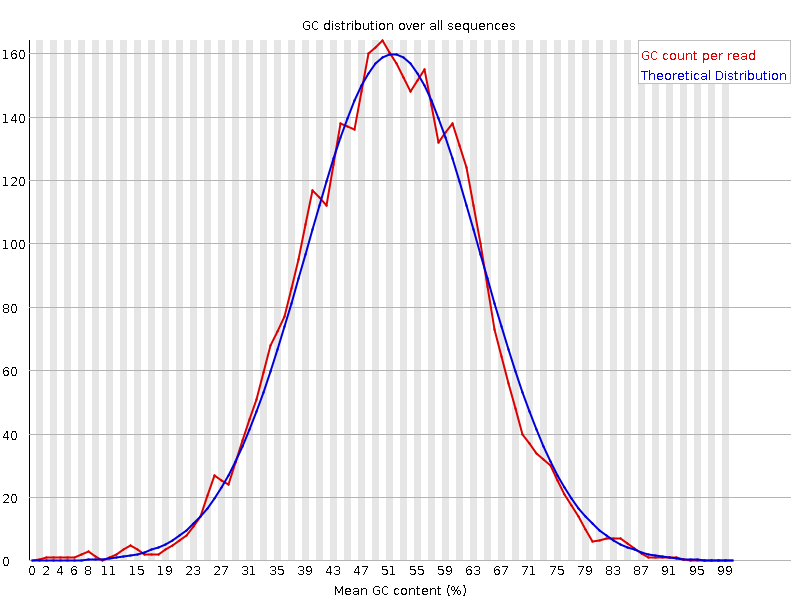 GC distribution over all sequences
GC count per read
Theoretical Distribution
160
140
120
100
80
60
40
20
0
0 2 4 6 8 11 15 19 23 27 31 35 39 43 47 51 55 59 63 67 71 75 79 83 87 91 95 99
Mean GC content (%)